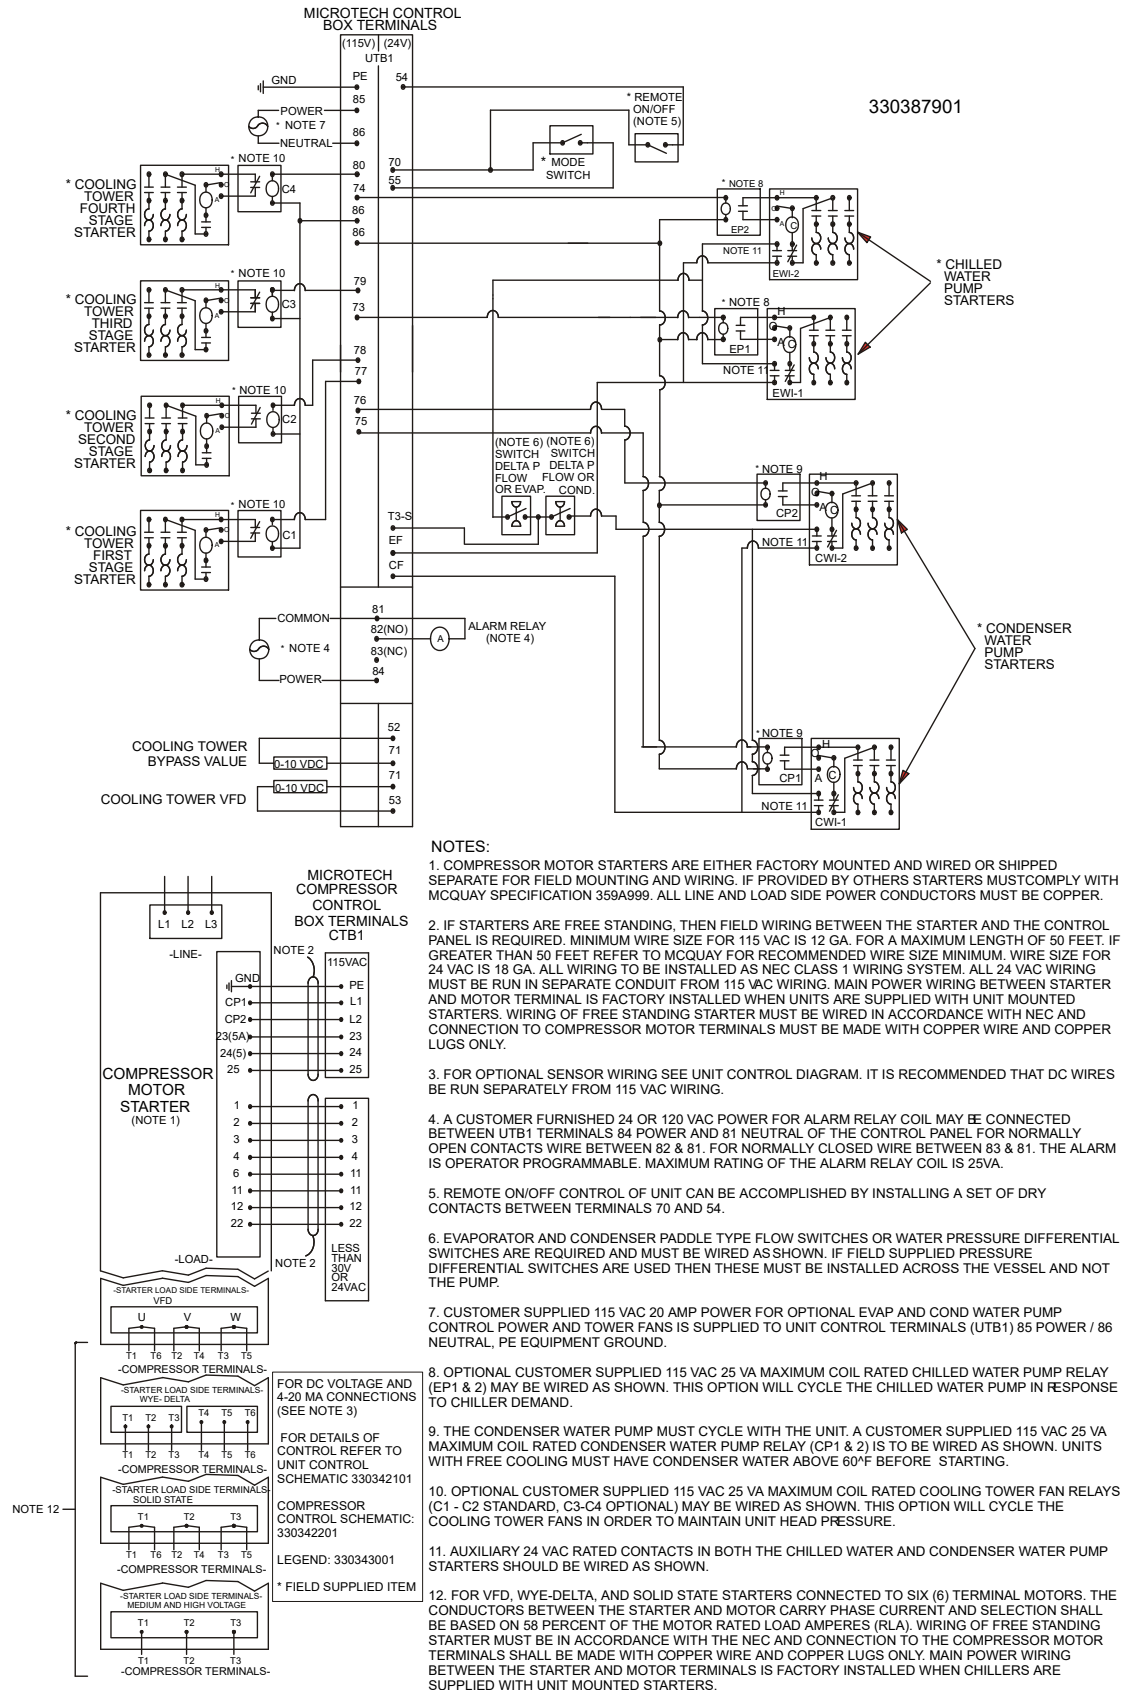 MICROTECH CONTROL
BOX TERMINALS
(115V) (24V)
UTB1
GND
PE
54
85
POWER
* NOTE 7
86
NEUTRAL
* REMOTE
ON/OFF
(NOTE 5)
330387901
* MODE
SWITCH
70
55
* NOTE 10
80
C4
H
O
A
* COOLING
TOWER
FOURTH
STAGE
STARTER
74
86
86
* NOTE 8
EP2
H
O
A
C
NOTE 11
EWI-2
* CHILLED
WATER
PUMP
STARTERS
* NOTE 10
79
C3
H
O
A
* COOLING
TOWER
THIRD
STAGE
STARTER
73
* NOTE 8
EP1
H
O
A
C
NOTE 11
EWI-1
78
77
* NOTE 10
C2
H
O
A
* COOLING
TOWER
SECOND
STAGE
STARTER
76
75
(NOTE 6)
SWITCH
DELTA P
FLOW
OR EVAP.
(NOTE 6)
SWITCH
DELTA P
FLOW OR
COND.
* NOTE 9
CP2
H
O
A
C
NOTE 11
CWI-2
* NOTE 10
C1
H
O
A
* COOLING
TOWER
FIRST
STAGE
STARTER
T3-S
EF
CF
* CONDENSER
WATER
PUMP
STARTERS
COMMON
81
82(NO)
A
ALARM RELAY
(NOTE 4)
* NOTE 4
83(NC)
84
POWER
* NOTE 9
CP1
H
O
A
C
NOTE 11
CWI-1
52
COOLING TOWER
BYPASS VALUE
71
0-10 VDC
71
0-10 VDC
COOLING TOWER VFD
53
MICROTECH
COMPRESSOR
CONTROL
BOX TERMINALS
CTB1
L1 L2 L3
-LINE-
NOTE 2
115VAC
GND PE
CP1 L1
CP2 L2
23(5A) 23
24(5) 24
25 25
COMPRESSOR
MOTOR
STARTER
(NOTE 1)
1 1
2 2
3 3
4 4
6 11
11 11
12 12
22 22
-LOAD-
NOTE 2
LESS
THAN
30V
OR
24VAC
-STARTER LOAD SIDE TERMINALS-
VFD
U V W
T1 T6 T2 T4 T3 T5
-COMPRESSOR TERMINALS-
-STARTER LOAD SIDE TERMINALS-
WYE- DELTA
T1 T2 T3 T4 T5 T6
T1 T2 T3 T4 T5 T6
-COMPRESSOR TERMINALS-
-STARTER LOAD SIDE TERMINALS-
SOLID STATE
T1 T2 T3
T1 T6 T2 T4 T3 T5
-COMPRESSOR TERMINALS-
-STARTER LOAD SIDE TERMINALS-
MEDIUM AND HIGH VOLTAGE
T1 T2 T3
T1 T2 T3
-COMPRESSOR TERMINALS-
NOTE 12
FOR DC VOLTAGE AND
4-20 MA CONNECTIONS
(SEE NOTE 3)
FOR DETAILS OF
CONTROL REFER TO
UNIT CONTROL
SCHEMATIC 330342101
COMPRESSOR
CONTROL SCHEMATIC:
330342201
LEGEND: 330343001
* FIELD SUPPLIED ITEM
NOTES:
1. COMPRESSOR MOTOR STARTERS ARE EITHER FACTORY MOUNTED AND WIRED OR SHIPPED
SEPARATE FOR FIELD MOUNTING AND WIRING. IF PROVIDED BY OTHERS STARTERS MUSTCOMPLY WITH
MCQUAY SPECIFICATION 359A999. ALL LINE AND LOAD SIDE POWER CONDUCTORS MUST BE COPPER.
2. IF STARTERS ARE FREE STANDING, THEN FIELD WIRING BETWEEN THE STARTER AND THE CONTROL
PANEL IS REQUIRED. MINIMUM WIRE SIZE FOR 115 VAC IS 12 GA. FOR A MAXIMUM LENGTH OF 50 FEET. IF
GREATER THAN 50 FEET REFER TO MCQUAY FOR RECOMMENDED WIRE SIZE MINIMUM. WIRE SIZE FOR
24 VAC IS 18 GA. ALL WIRING TO BE INSTALLED AS NEC CLASS 1 WIRING SYSTEM. ALL 24 VAC WIRING
MUST BE RUN IN SEPARATE CONDUIT FROM 115 VAC WIRING. MAIN POWER WIRING BETWEEN STARTER
AND MOTOR TERMINAL IS FACTORY INSTALLED WHEN UNITS ARE SUPPLIED WITH UNIT MOUNTED
STARTERS. WIRING OF FREE STANDING STARTER MUST BE WIRED IN ACCORDANCE WITH NEC AND
CONNECTION TO COMPRESSOR MOTOR TERMINALS MUST BE MADE WITH COPPER WIRE AND COPPER
LUGS ONLY.
3. FOR OPTIONAL SENSOR WIRING SEE UNIT CONTROL DIAGRAM. IT IS RECOMMENDED THAT DC WIRES
BE RUN SEPARATELY FROM 115 VAC WIRING.
4. A CUSTOMER FURNISHED 24 OR 120 VAC POWER FOR ALARM RELAY COIL MAY BE CONNECTED
BETWEEN UTB1 TERMINALS 84 POWER AND 81 NEUTRAL OF THE CONTROL PANEL FOR NORMALLY
OPEN CONTACTS WIRE BETWEEN 82 & 81. FOR NORMALLY CLOSED WIRE BETWEEN 83 & 81. THE ALARM
IS OPERATOR PROGRAMMABLE. MAXIMUM RATING OF THE ALARM RELAY COIL IS 25VA.
5. REMOTE ON/OFF CONTROL OF UNIT CAN BE ACCOMPLISHED BY INSTALLING A SET OF DRY
CONTACTS BETWEEN TERMINALS 70 AND 54.
6. EVAPORATOR AND CONDENSER PADDLE TYPE FLOW SWITCHES OR WATER PRESSURE DIFFERENTIAL
SWITCHES ARE REQUIRED AND MUST BE WIRED AS SHOWN. IF FIELD SUPPLIED PRESSURE
DIFFERENTIAL SWITCHES ARE USED THEN THESE MUST BE INSTALLED ACROSS THE VESSEL AND NOT
THE PUMP.
7. CUSTOMER SUPPLIED 115 VAC 20 AMP POWER FOR OPTIONAL EVAP AND COND WATER PUMP
CONTROL POWER AND TOWER FANS IS SUPPLIED TO UNIT CONTROL TERMINALS (UTB1) 85 POWER / 86
NEUTRAL, PE EQUIPMENT GROUND.
8. OPTIONAL CUSTOMER SUPPLIED 115 VAC 25 VA MAXIMUM COIL RATED CHILLED WATER PUMP RELAY
(EP1 & 2) MAY BE WIRED AS SHOWN. THIS OPTION WILL CYCLE THE CHILLED WATER PUMP IN RESPONSE
TO CHILLER DEMAND.
9. THE CONDENSER WATER PUMP MUST CYCLE WITH THE UNIT. A CUSTOMER SUPPLIED 115 VAC 25 VA
MAXIMUM COIL RATED CONDENSER WATER PUMP RELAY (CP1 & 2) IS TO BE WIRED AS SHOWN. UNITS
WITH FREE COOLING MUST HAVE CONDENSER WATER ABOVE 60^F BEFORE STARTING.
10. OPTIONAL CUSTOMER SUPPLIED 115 VAC 25 VA MAXIMUM COIL RATED COOLING TOWER FAN RELAYS
(C1 - C2 STANDARD, C3-C4 OPTIONAL) MAY BE WIRED AS SHOWN. THIS OPTION WILL CYCLE THE
COOLING TOWER FANS IN ORDER TO MAINTAIN UNIT HEAD PRESSURE.
11. AUXILIARY 24 VAC RATED CONTACTS IN BOTH THE CHILLED WATER AND CONDENSER WATER PUMP
STARTERS SHOULD BE WIRED AS SHOWN.
12. FOR VFD, WYE-DELTA, AND SOLID STATE STARTERS CONNECTED TO SIX (6) TERMINAL MOTORS. THE
CONDUCTORS BETWEEN THE STARTER AND MOTOR CARRY PHASE CURRENT AND SELECTION SHALL
BE BASED ON 58 PERCENT OF THE MOTOR RATED LOAD AMPERES (RLA). WIRING OF FREE STANDING
STARTER MUST BE IN ACCORDANCE WITH THE NEC AND CONNECTION TO THE COMPRESSOR MOTOR
TERMINALS SHALL BE MADE WITH COPPER WIRE AND COPPER LUGS ONLY. MAIN POWER WIRING
BETWEEN THE STARTER AND MOTOR TERMINALS IS FACTORY INSTALLED WHEN CHILLERS ARE
SUPPLIED WITH UNIT MOUNTED STARTERS.